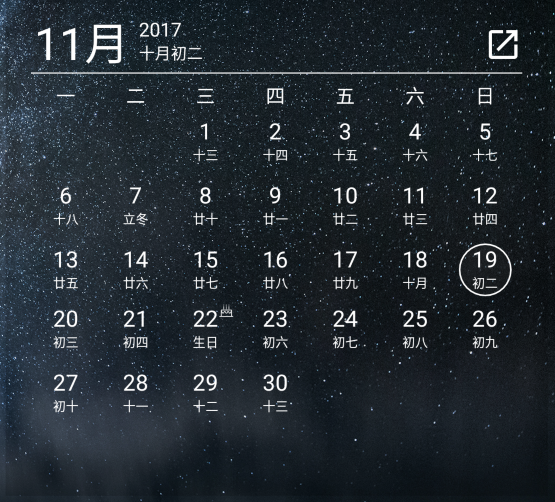 11月 2017
十月初二
一 二 三 四 五 六 日
1 2 3 4 5
十三 十四 十五 十六 十七
6 7 8 9 10 11 12
十八 立冬 廿十 廿一 廿二 廿三 廿四
13 14 15 16 17 18 19
廿五 廿六 廿七 廿八 廿九 十月 初二
20 21 22 23 24 25 26
初三 初四 生日 初六 初七 初八 初九
27 28 29 30
初十 十一 十二 十三